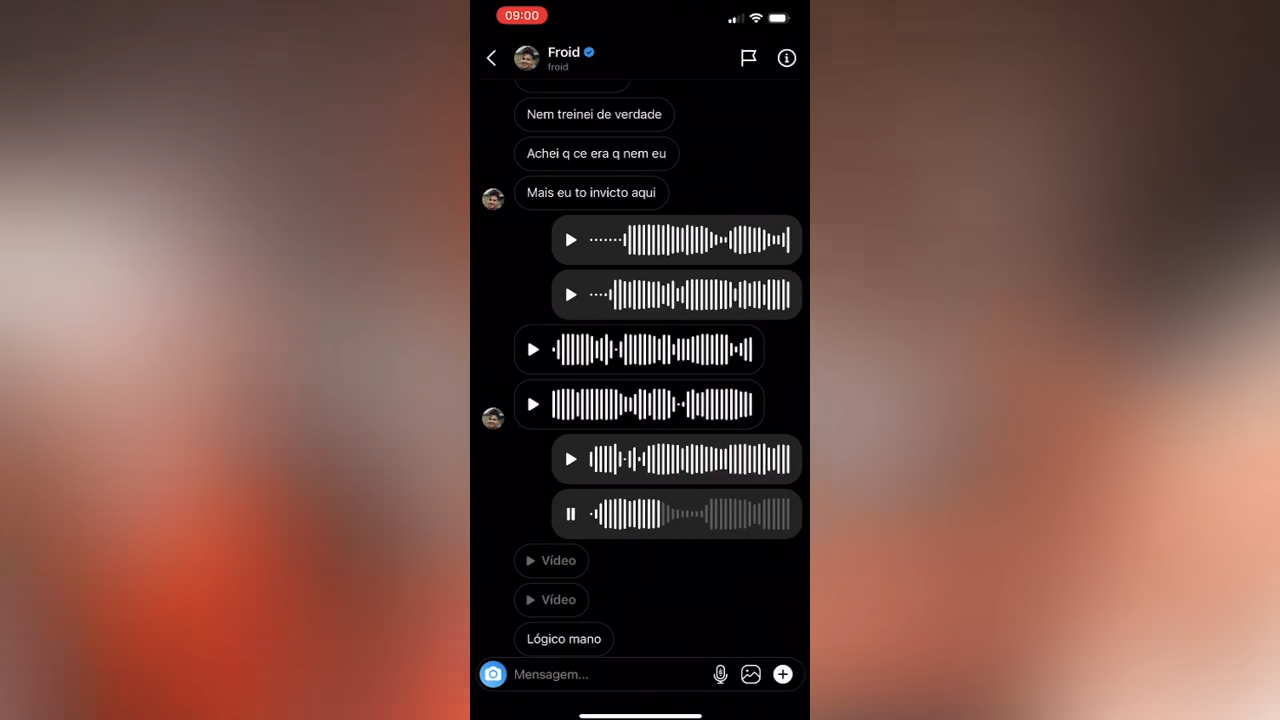 09:00
Froid
froid
Nem treinei de verdade
Achei q ce era q nem eu
Mais eu to invicto aqui
Vídeo
Vídeo
Lógico mano
Mensagem...